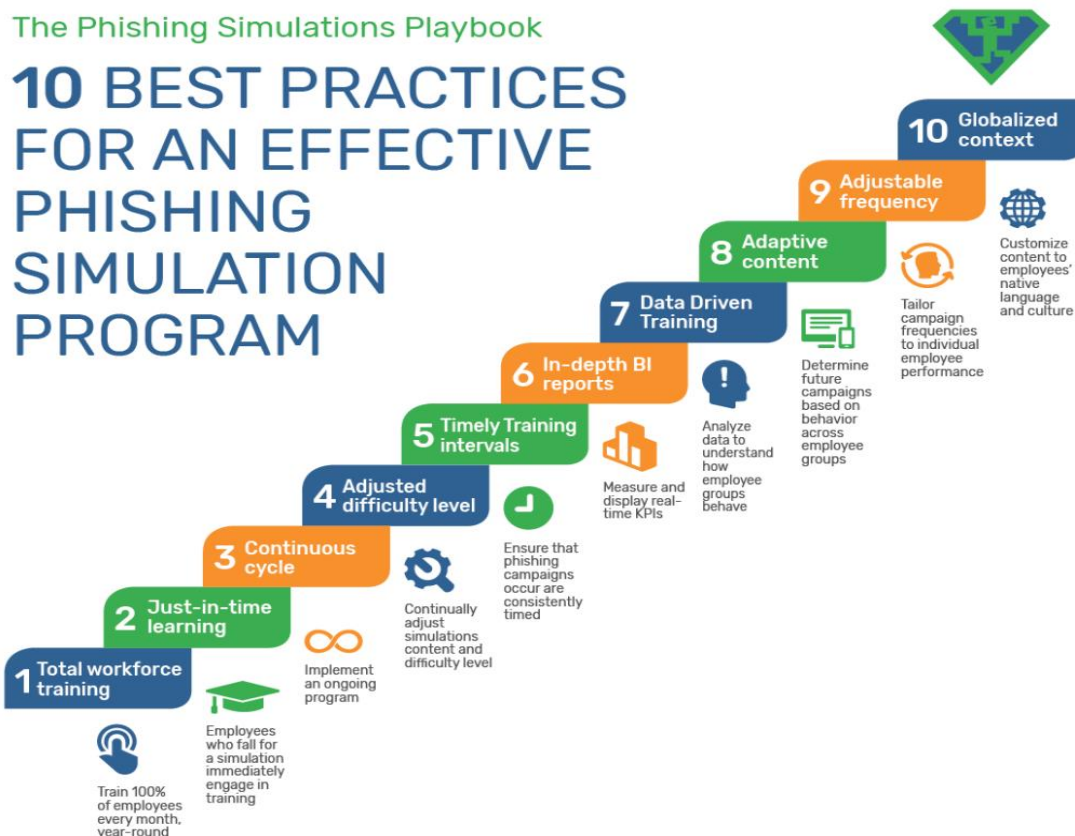 The Phishing Simulations Playbook
10 BEST PRACTICES
FOR AN EFFECTIVE
PHISHING
SIMULATION
PROGRAM
1 Total workforce
training
Train 100%
of employees
every month,
year-round
2 Just-in-time
learning
Employees
who fall for
a simulation
immediately
engage in
training
3 Continuous
cycle
Implement
an ongoing
program
4 Adjusted
difficulty level
Continually
adjust
simulations
content and
difficulty level
5 Timely Training
intervals
Ensure that
phishing
campaigns
occur are
consistently
timed
6 In-depth BI
reports
Measure and
display real-
time KPIs
7 Data Driven
Training
Analyze
data to
understand
how
employee
groups
behave
8 Adaptive
content
Determine
future
campaigns
based on
behavior
across
employee
groups
9 Adjustable
frequency
Tailor
campaign
frequencies
to individual
employee
performance
10 Globalized
context
Customize
content to
employees'
native
language
and culture
e